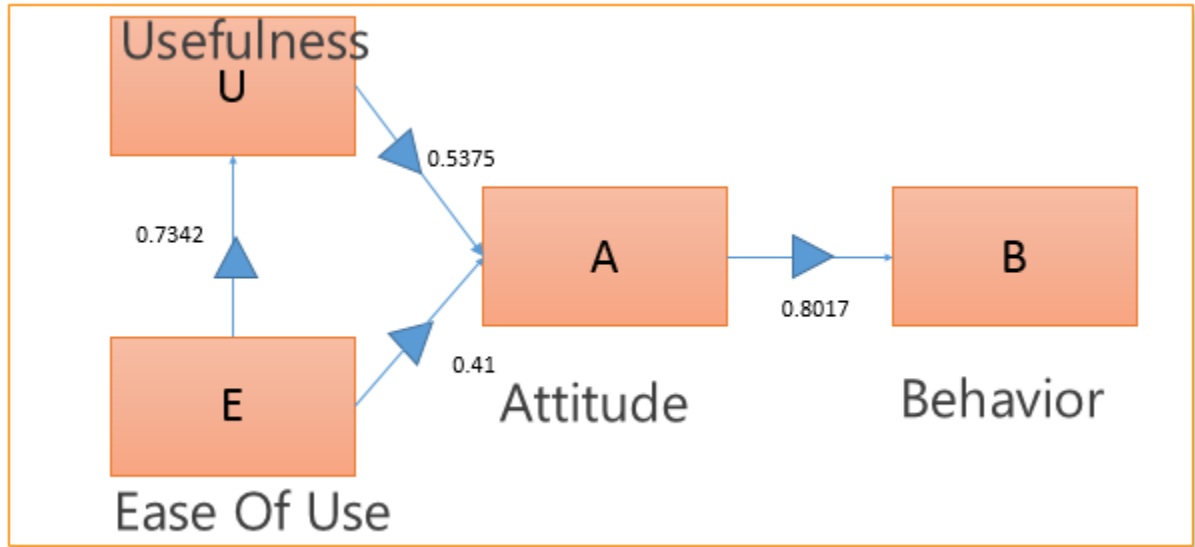 Usefulness
U
0.5375
0.7342
A
B
0.8017
0.41
E
Attitude
Behavior
Ease Of Use